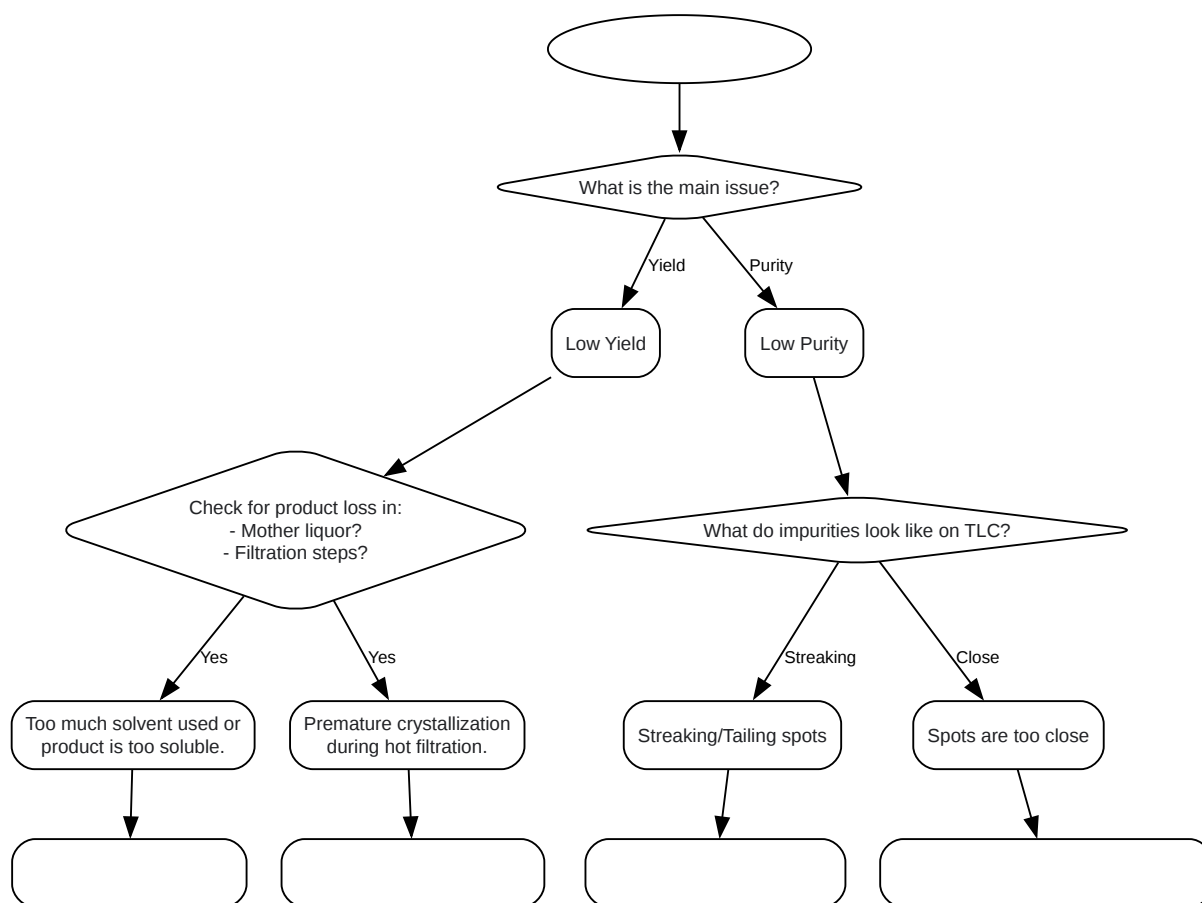 What is the main issue?
Yield
Purity
Low Yield
Low Purity
Check for product loss in:
- Mother liquor?
- Filtration steps?
What do impurities look like on TLC?
Yes
Yes
Streaking
Close
Too much solvent used or
product is too soluble.
Premature crystallization
during hot filtration.
Streaking/Tailing spots
Spots are too close